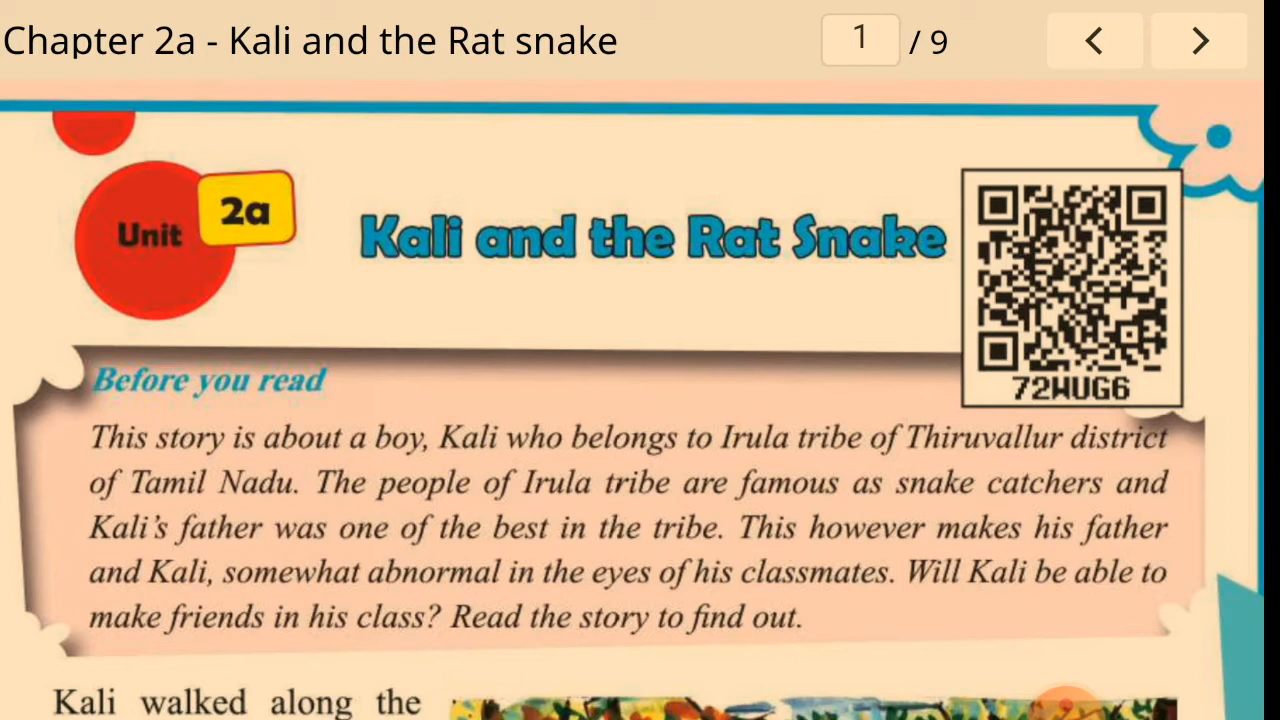 Chapter 2a - Kali and the Rat snake
1 / 9
Unit 2a
Kali and the Rat Snake
72WUG6
Before you read
This story is about a boy, Kali who belongs to Irula tribe of Thiruvallur district
of Tamil Nadu. The people of Irula tribe are famous as snake catchers and
Kali's father was one of the best in the tribe. This however makes his father
and Kali, somewhat abnormal in the eyes of his classmates. Will Kali be able to
make friends in his class? Read the story to find out.
Kali walked along the